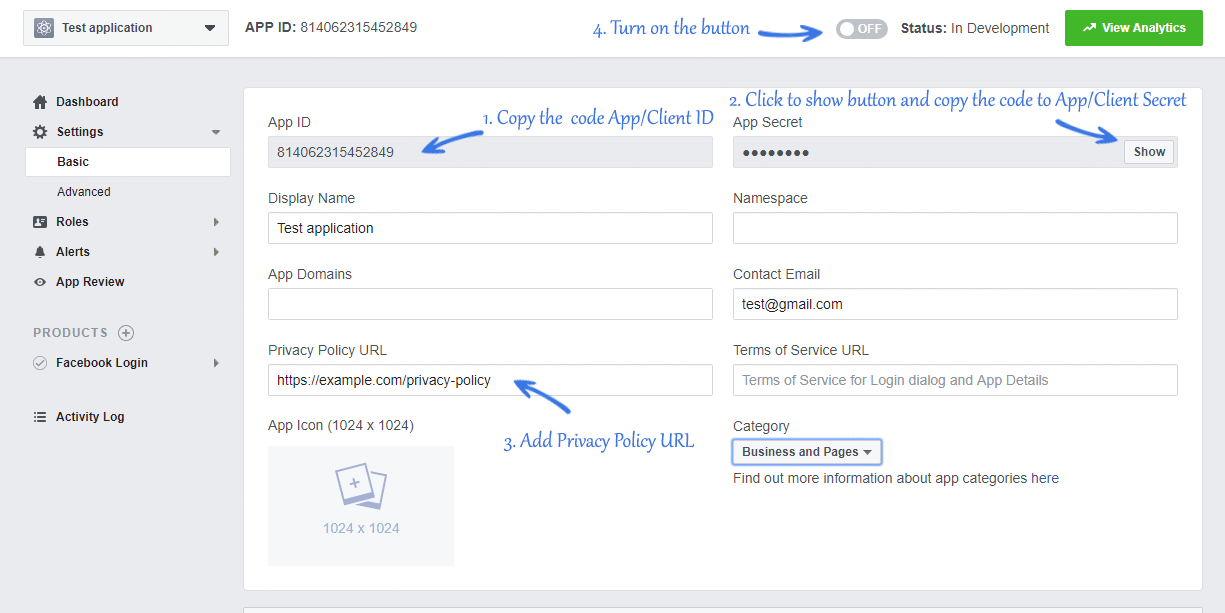 Test application
APP ID: 814062315452849
4. Turn on the button
OFF
Status: In Development
View Analytics
Dashboard
Settings
Basic
Advanced
Roles
Alerts
App Review
PRODUCTS
Facebook Login
Activity Log
1. Copy the code App/Client ID
2. Click to show button and copy the code to App/Client Secret
App ID
814062315452849
App Secret
●●●●●●●●
Show
Display Name
Test application
Namespace
App Domains
Contact Email
test@gmail.com
Privacy Policy URL
https://example.com/privacy-policy
Terms of Service URL
Terms of Service for Login dialog and App Details
3. Add Privacy Policy URL
App Icon (1024 x 1024)
1024 x 1024
Category
Business and Pages
Find out more information about app categories here